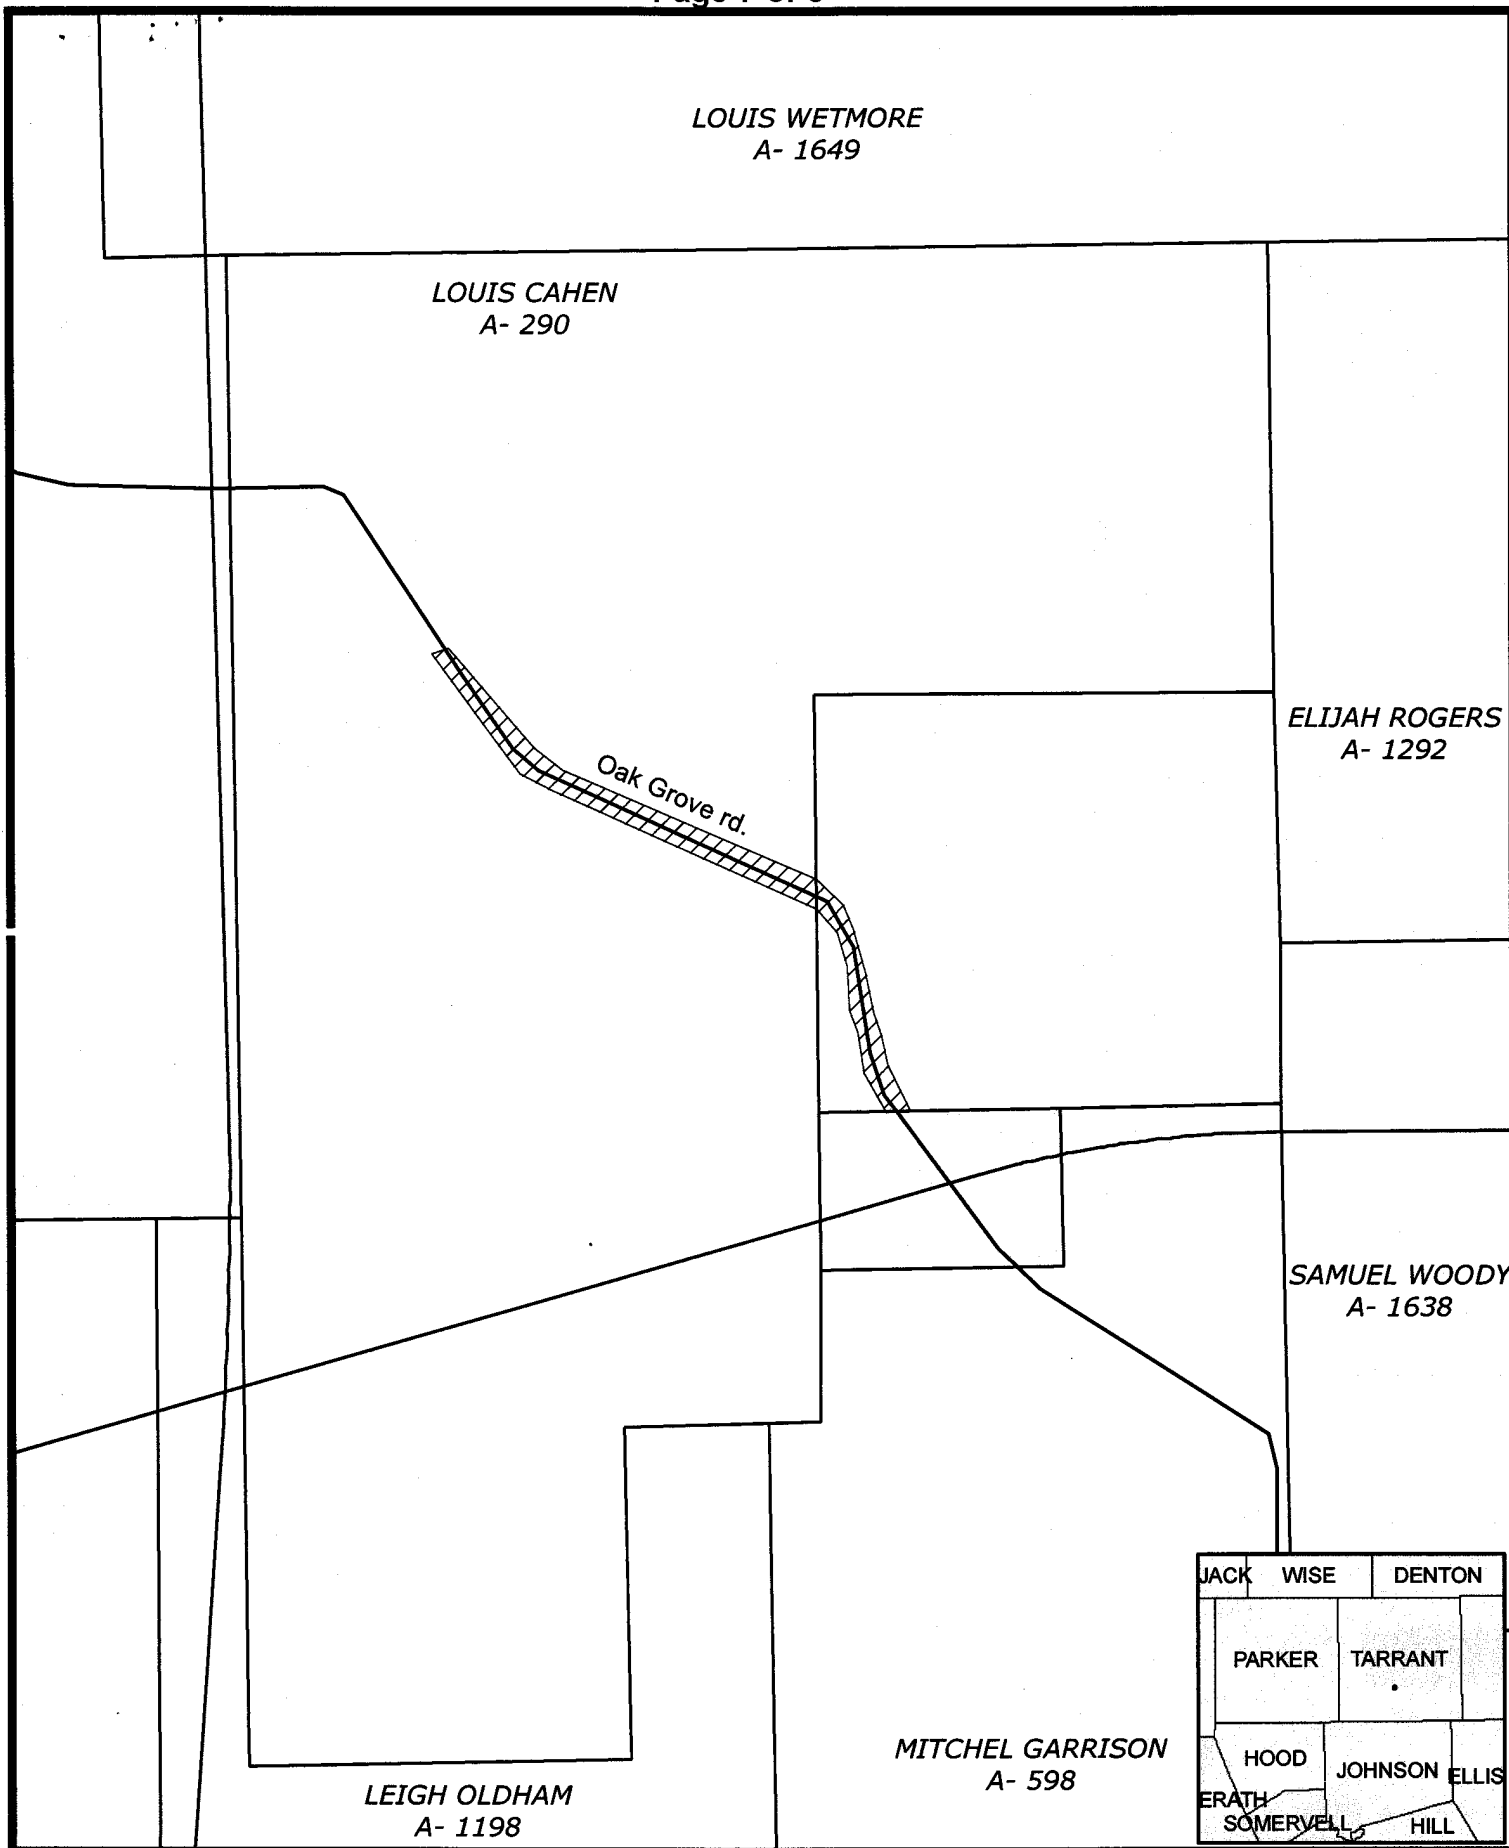 LOUIS WETMORE
A- 1649
LOUIS CAHEN
A- 290
ELIJAH ROGERS
A- 1292
Oak Grove rd.
SAMUEL WOODY
A- 1638
MITCHEL GARRISON
A- 598
LEIGH OLDHAM
A- 1198
JACK WISE DENTON
PARKER TARRANT
HOOD JOHNSON ELLIS
ERATH
SOMERVELL HILL